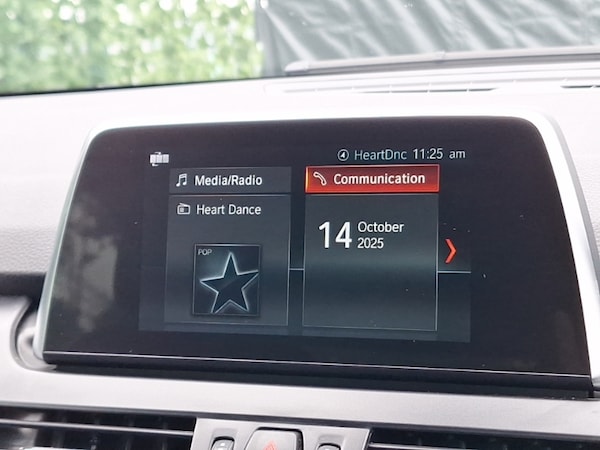 HeartDnc 11:25 am
Media/Radio
Communication
Heart Dance
POP
14 October
2025